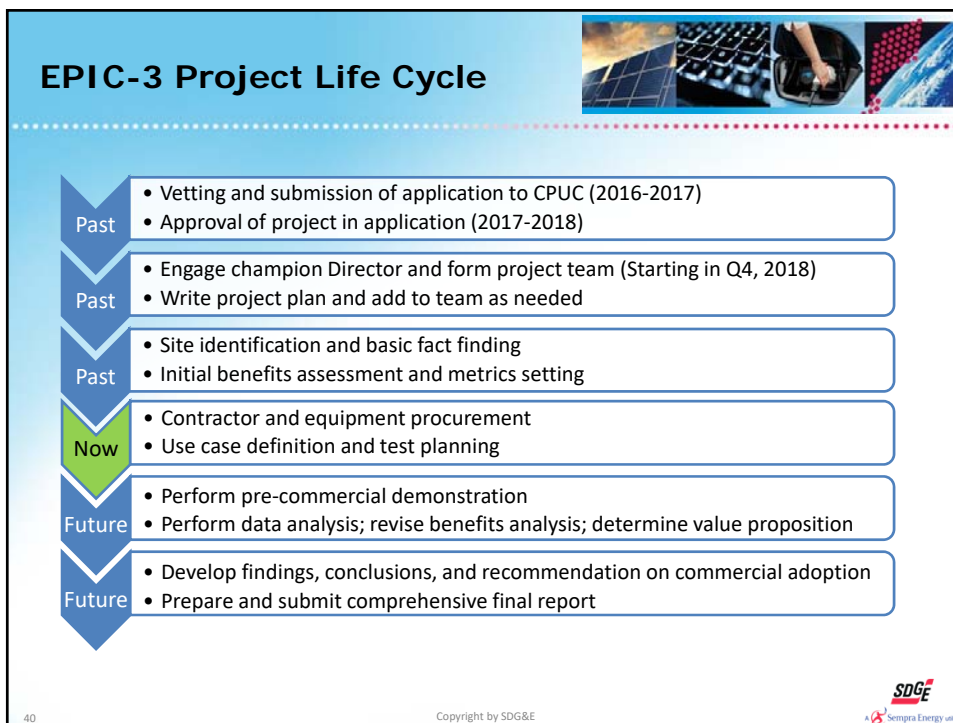 EPIC-3 Project Life Cycle
Past
• Vetting and submission of application to CPUC (2016-2017)
• Approval of project in application (2017-2018)
Past
• Engage champion Director and form project team (Starting in Q4, 2018)
• Write project plan and add to team as needed
Past
• Site identification and basic fact finding
• Initial benefits assessment and metrics setting
Now
• Contractor and equipment procurement
• Use case definition and test planning
Future
• Perform pre-commercial demonstration
• Perform data analysis; revise benefits analysis; determine value proposition
Future
• Develop findings, conclusions, and recommendation on commercial adoption
• Prepare and submit comprehensive final report
40
Copyright by SDG&E
SDGE
A Sempra Energy